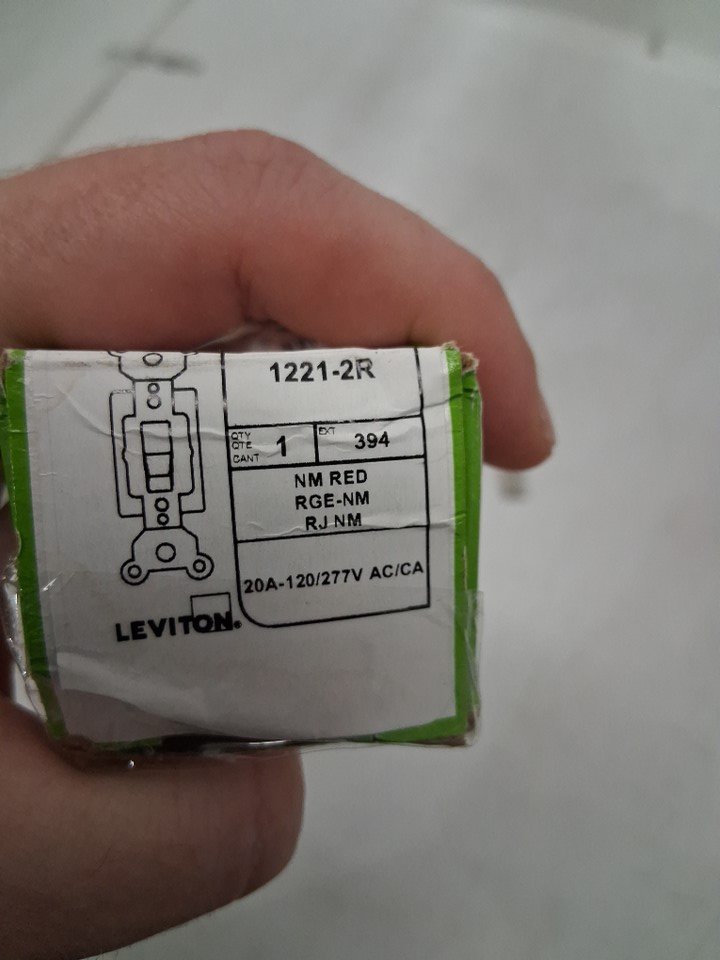 1221-2R
QTY
QTE
CANT
1
EXT
394
NM RED
RGE-NM
RJ NM
20A-120/277V AC/CA
LEVITON®